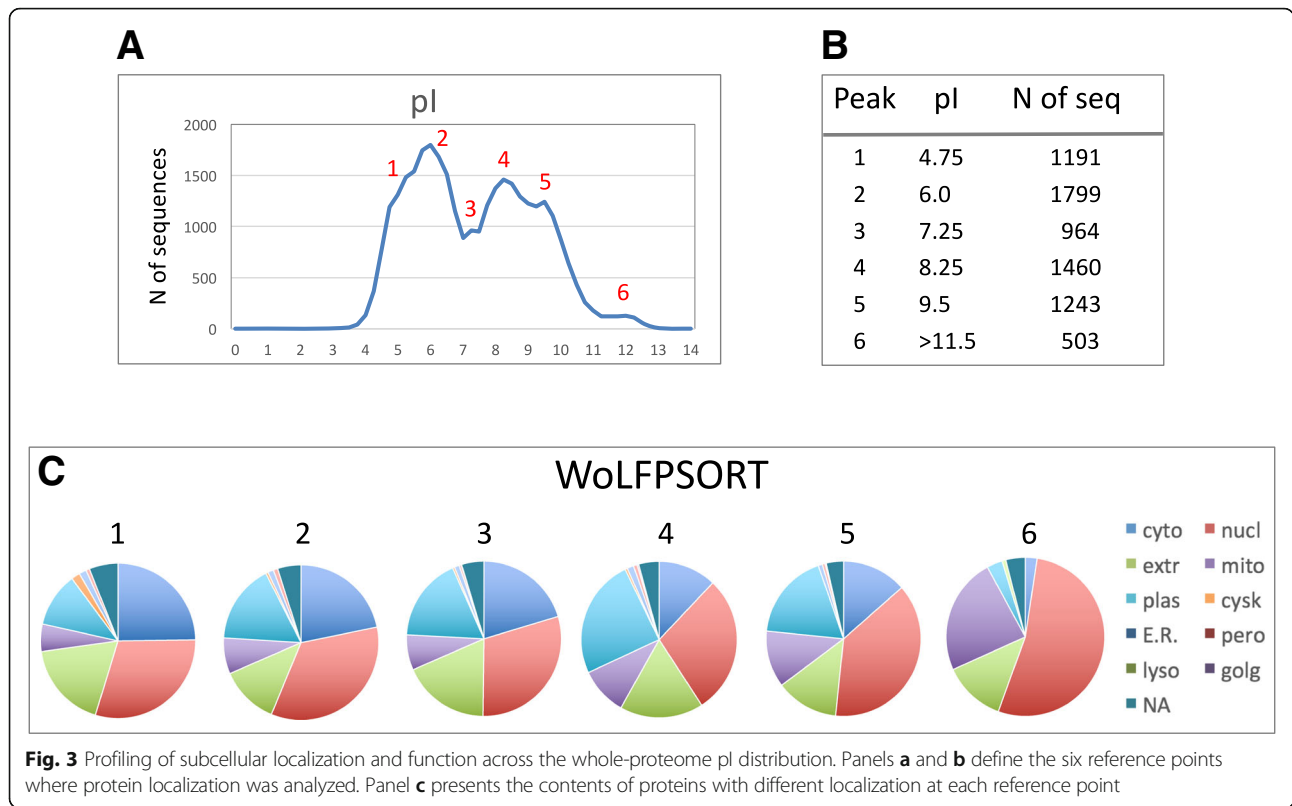 A
pI
N of sequences
2000
1500
1000
500
0
0 1 2 3 4 5 6 7 8 9 10 11 12 13 14
1
2
3
4
5
6
B
Peak pI N of seq
1 4.75 1191
2 6.0 1799
3 7.25 964
4 8.25 1460
5 9.5 1243
6 >11.5 503
C
WoLFPSORT
1 2 3 4 5 6
cyto nucl
extr mito
plas cysk
E.R. pero
lyso golg
NA
Fig. 3 Profiling of subcellular localization and function across the whole-proteome pI distribution. Panels a and b define the six reference points
where protein localization was analyzed. Panel c presents the contents of proteins with different localization at each reference point